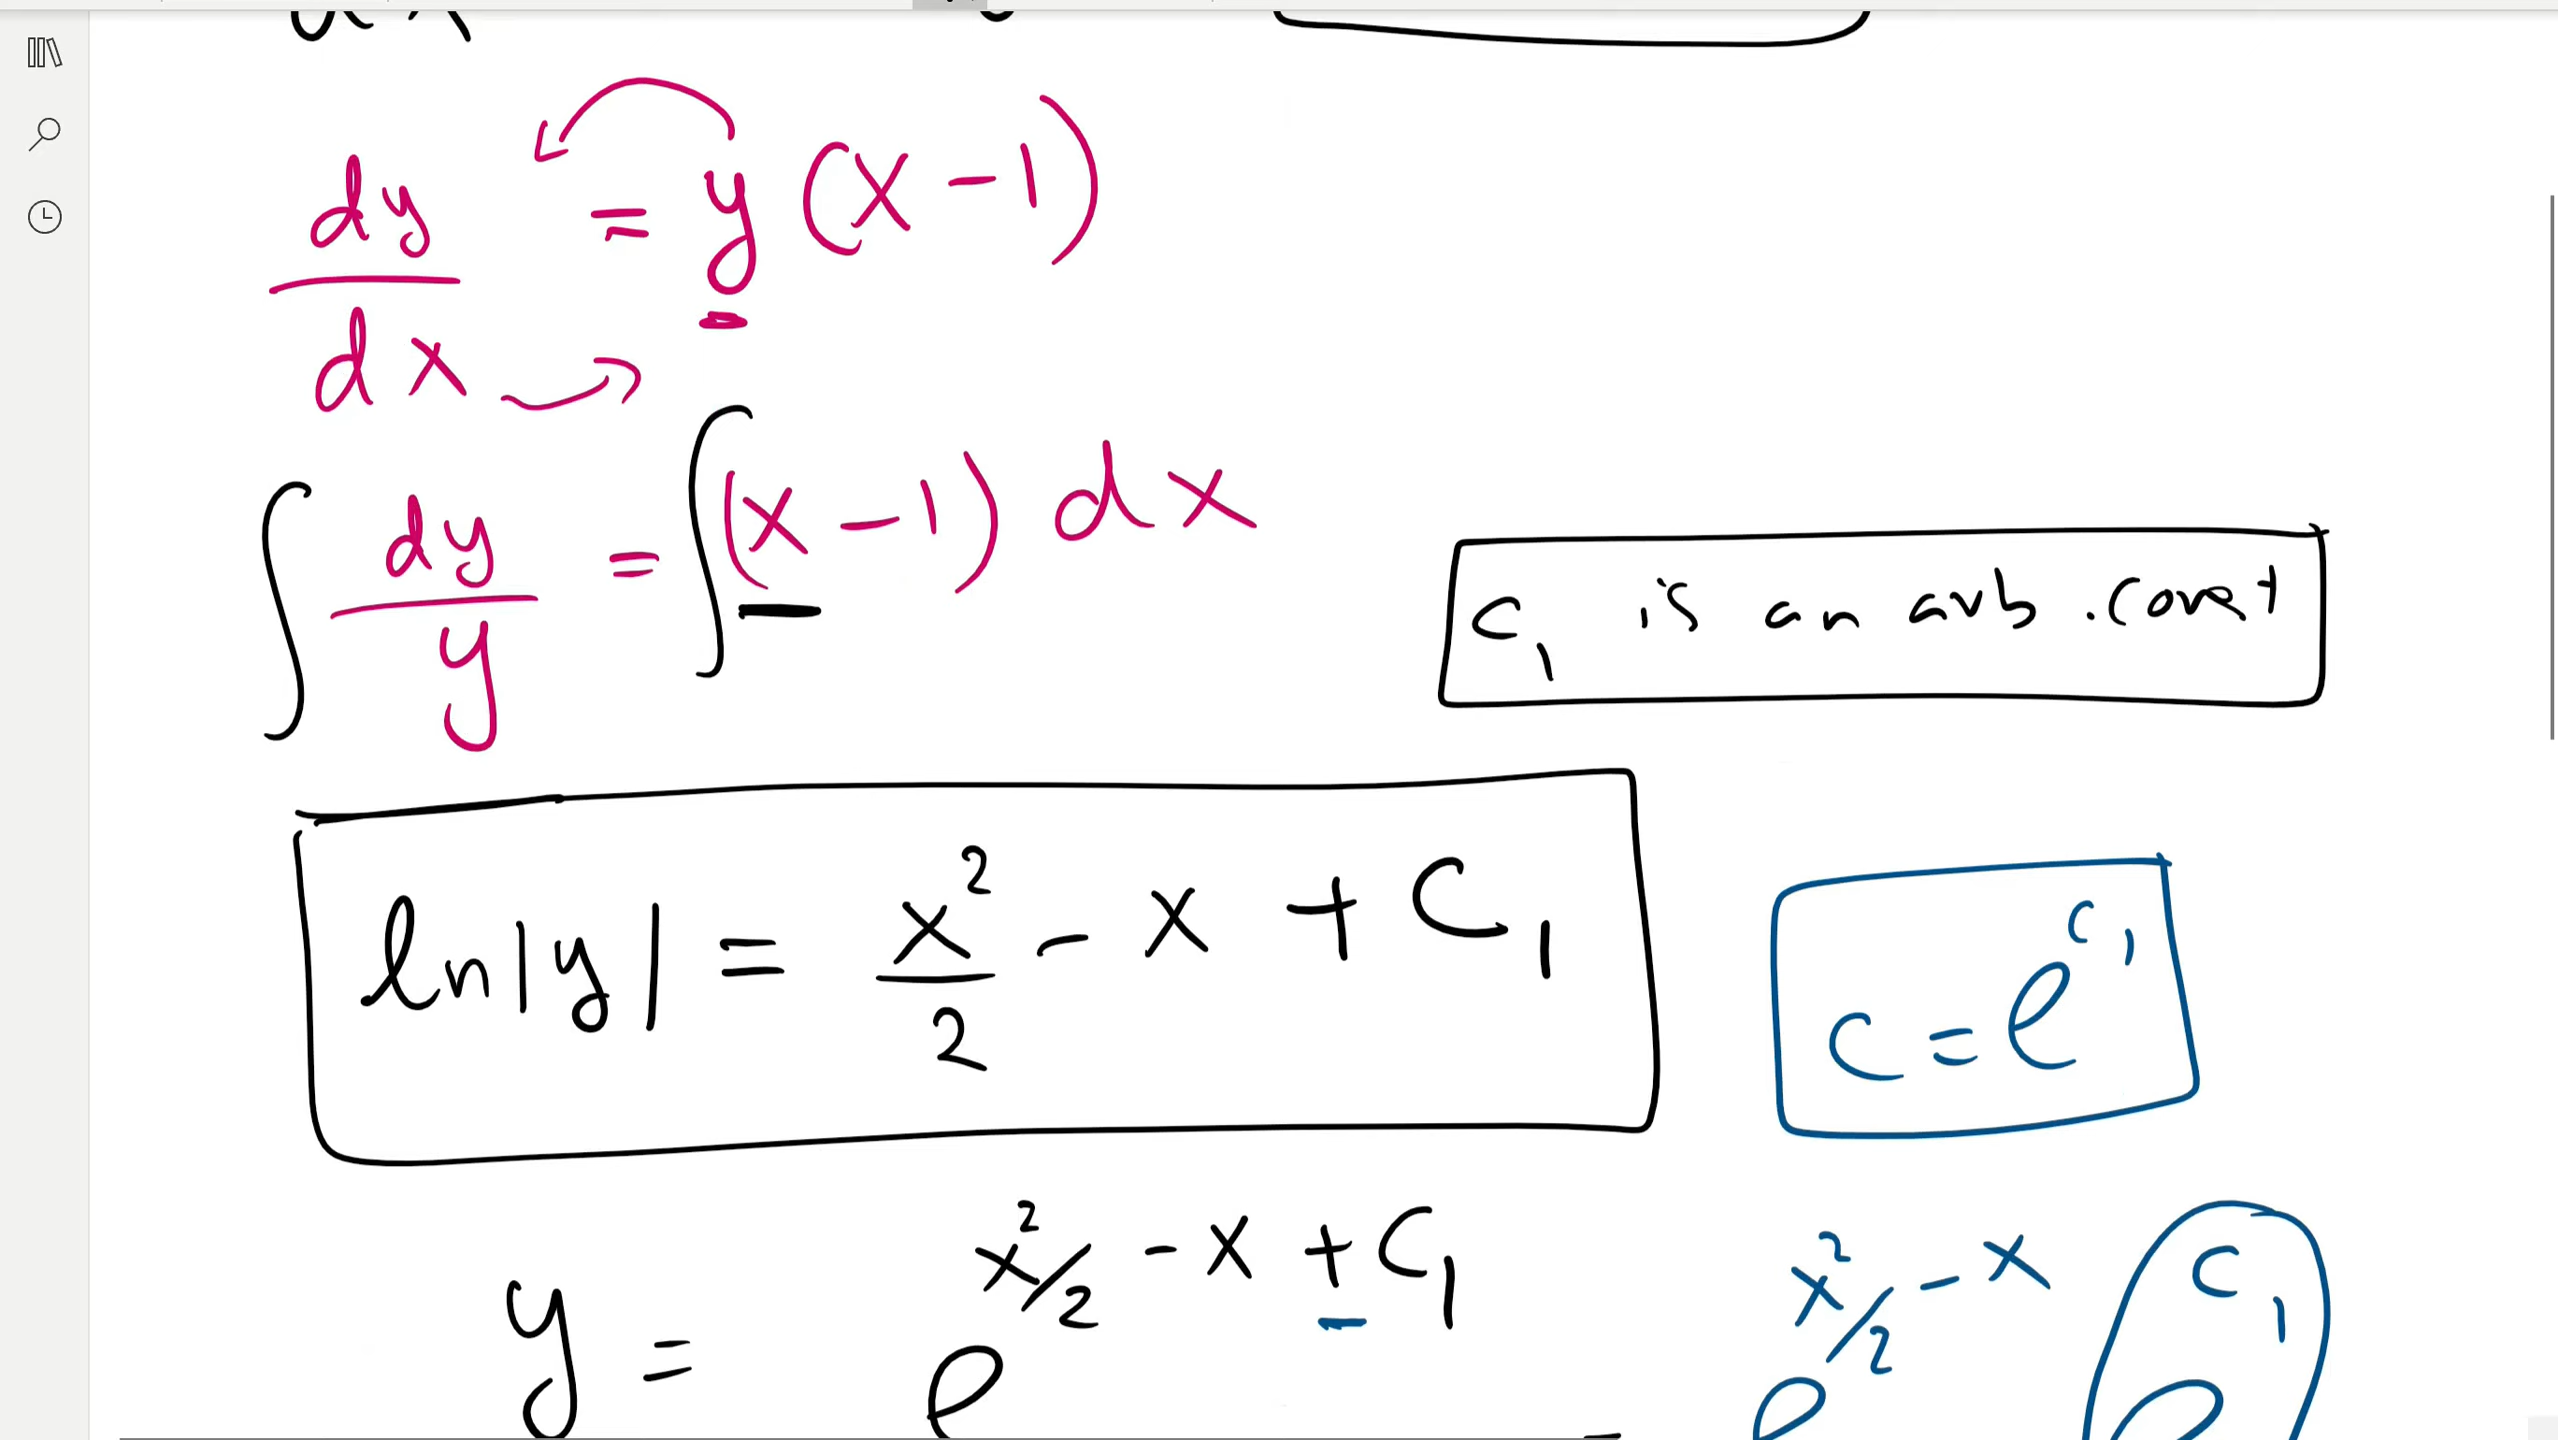 dx
dy/dx = y (x - 1)
∫ dy/y = ∫ (x - 1) dx
C₁ is an arb. const
ln|y| = x²/2 - x + C₁
C = e^C₁
y = e^(x²/2 - x + C₁) = e^(x²/2 - x) e^C₁